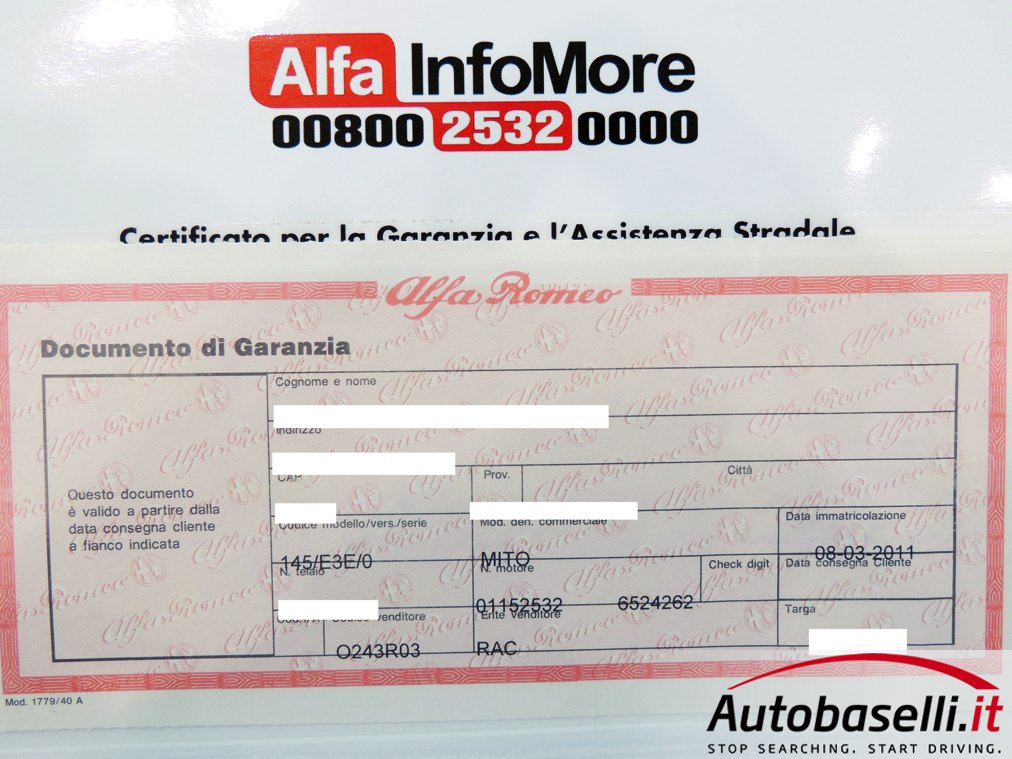 Alfa InfoMore
00800 2532 0000
Certificato per la Garanzia e l'Assistenza Stradale
Alfa Romeo
Documento di Garanzia
Cognome e nome
Indirizzo
CAP
Prov.
Città
Questo documento
è valido a partire dalla
data consegna cliente
a fianco indicata
Codice modello/vers./serie
Mod. den. commerciale
Data immatricolazione
145/E3E/0
MITO
08-03-2011
N. telaio
N. motore
Check digit
Data consegna Cliente
01152532 6524262
venditore
Ente venditore
Targa
O243R03
RAC
Mod. 1779/40 A
Autobaselli.it
STOP SEARCHING. START DRIVING.